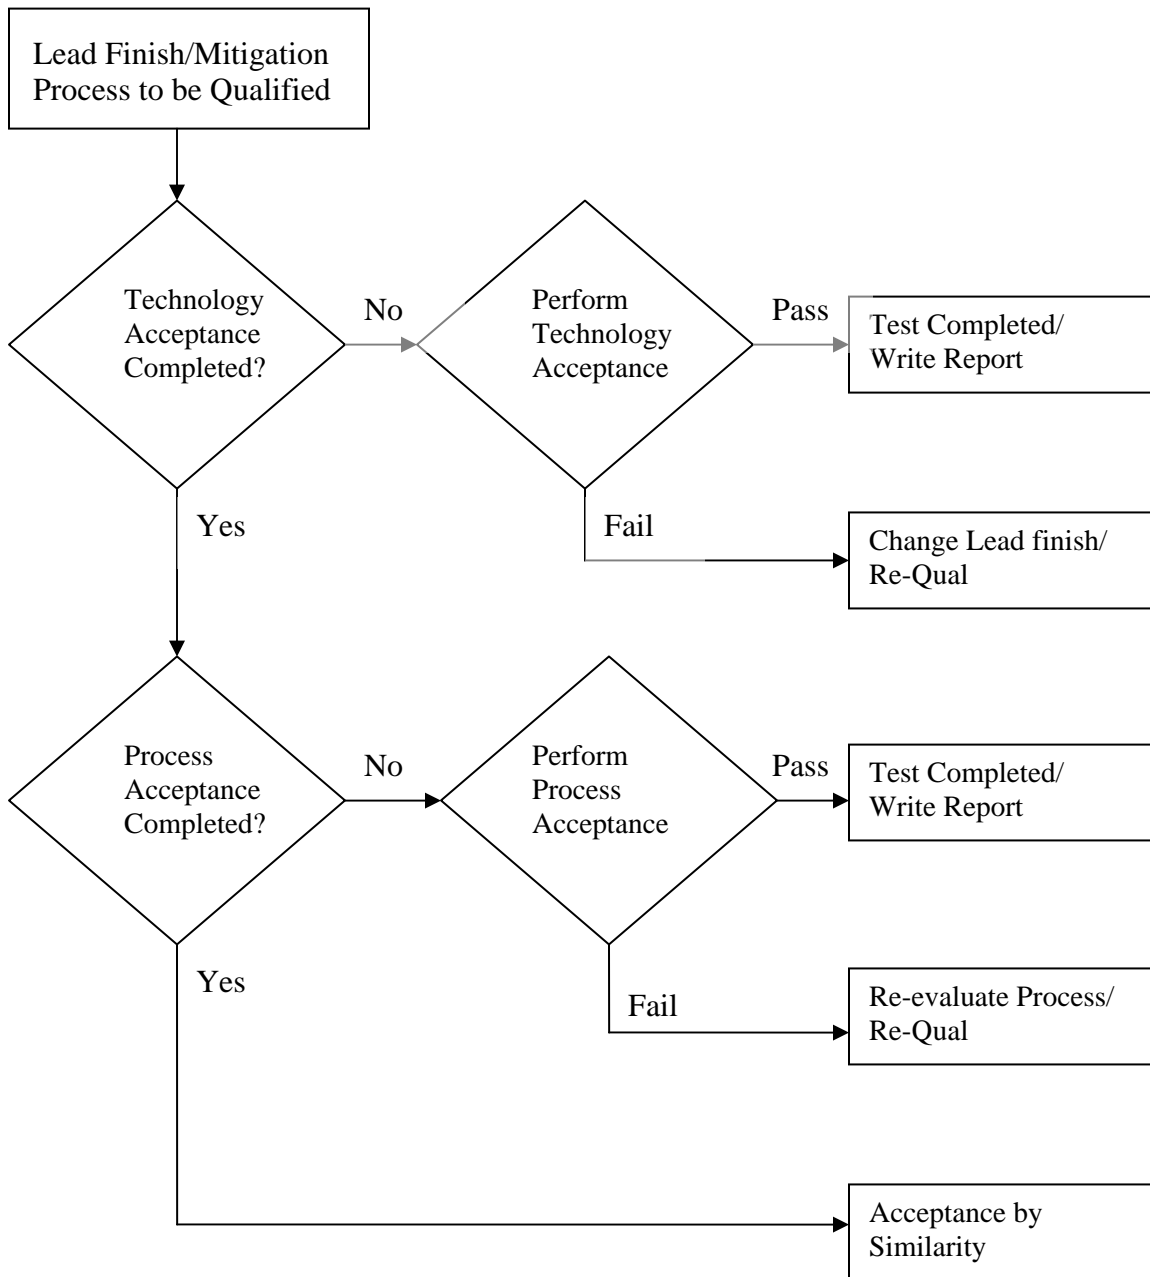 Lead Finish/Mitigation
Process to be Qualified
Technology
Acceptance
Completed?
No
Perform
Technology
Acceptance
Pass
Test Completed/
Write Report
Yes
Fail
Change Lead finish/
Re-Qual
Process
Acceptance
Completed?
No
Perform
Process
Acceptance
Pass
Test Completed/
Write Report
Yes
Fail
Re-evaluate Process/
Re-Qual
Acceptance by
Similarity